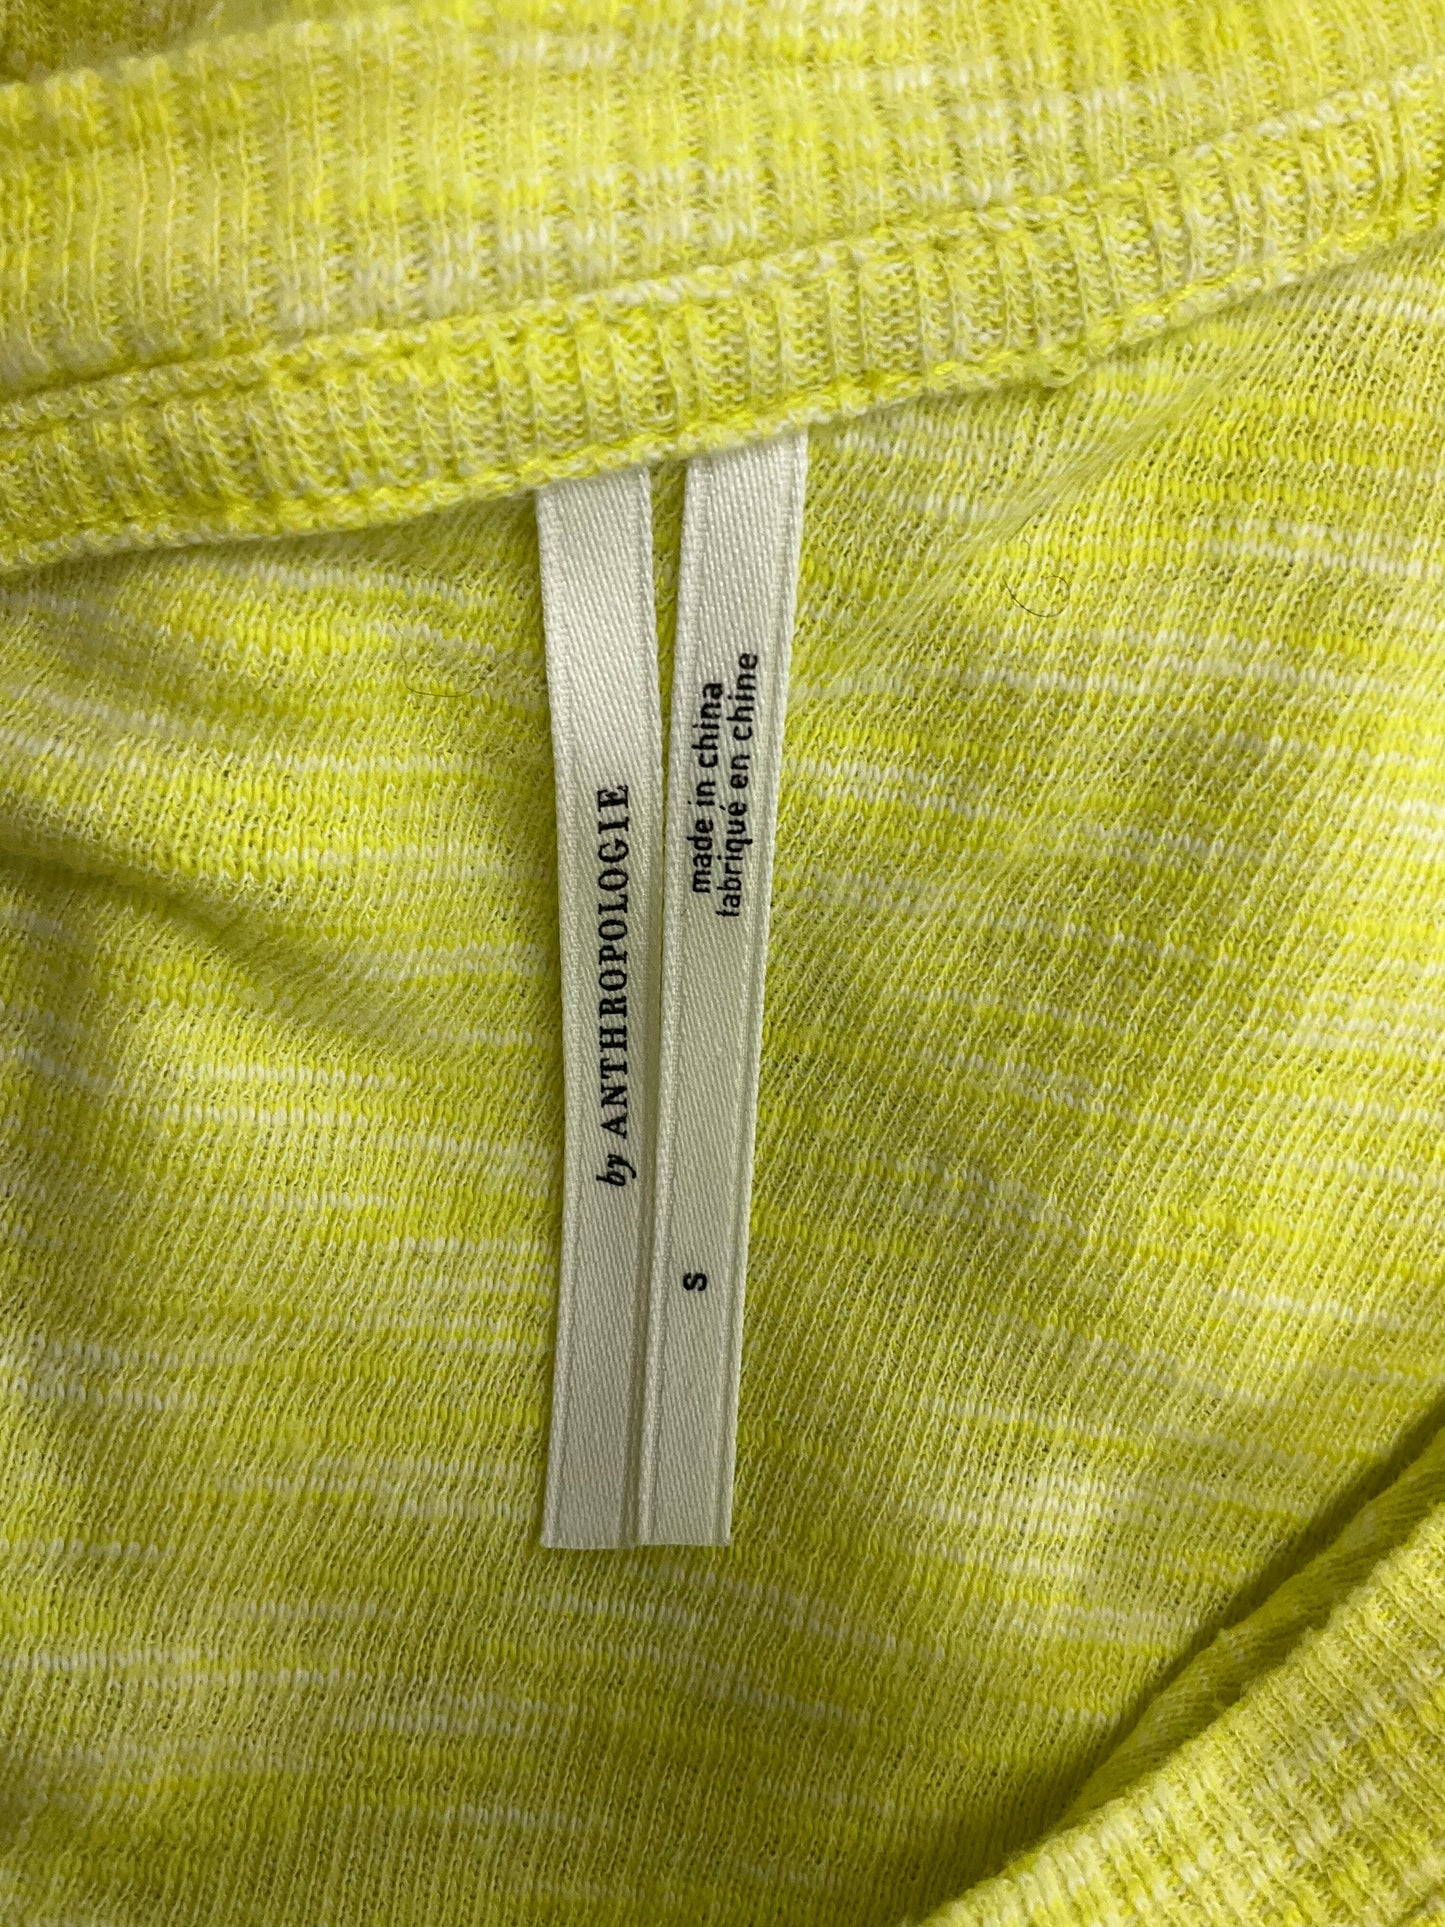 by ANTHROPOLOGIE
made in china
fabriqué en chine
S